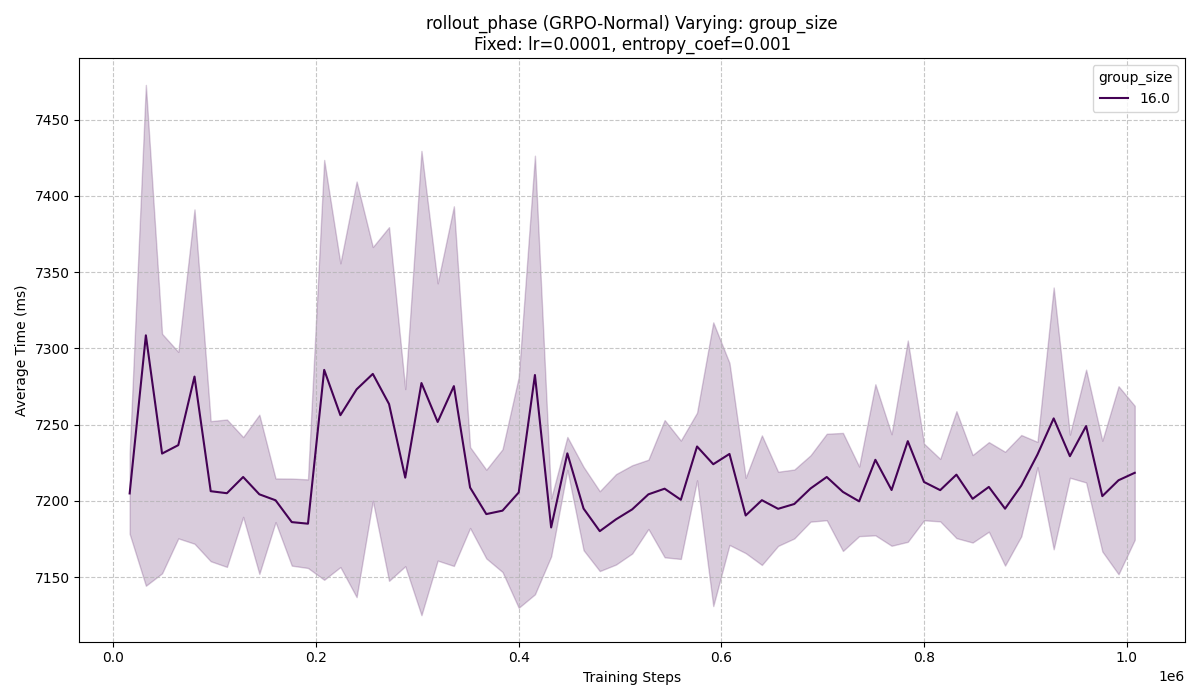 rollout_phase (GRPO-Normal) Varying: group_size
Fixed: lr=0.0001, entropy_coef=0.001
group_size
16.0
Average Time (ms)
7450
7400
7350
7300
7250
7200
7150
0.0 0.2 0.4 0.6 0.8 1.0
1e6
Training Steps